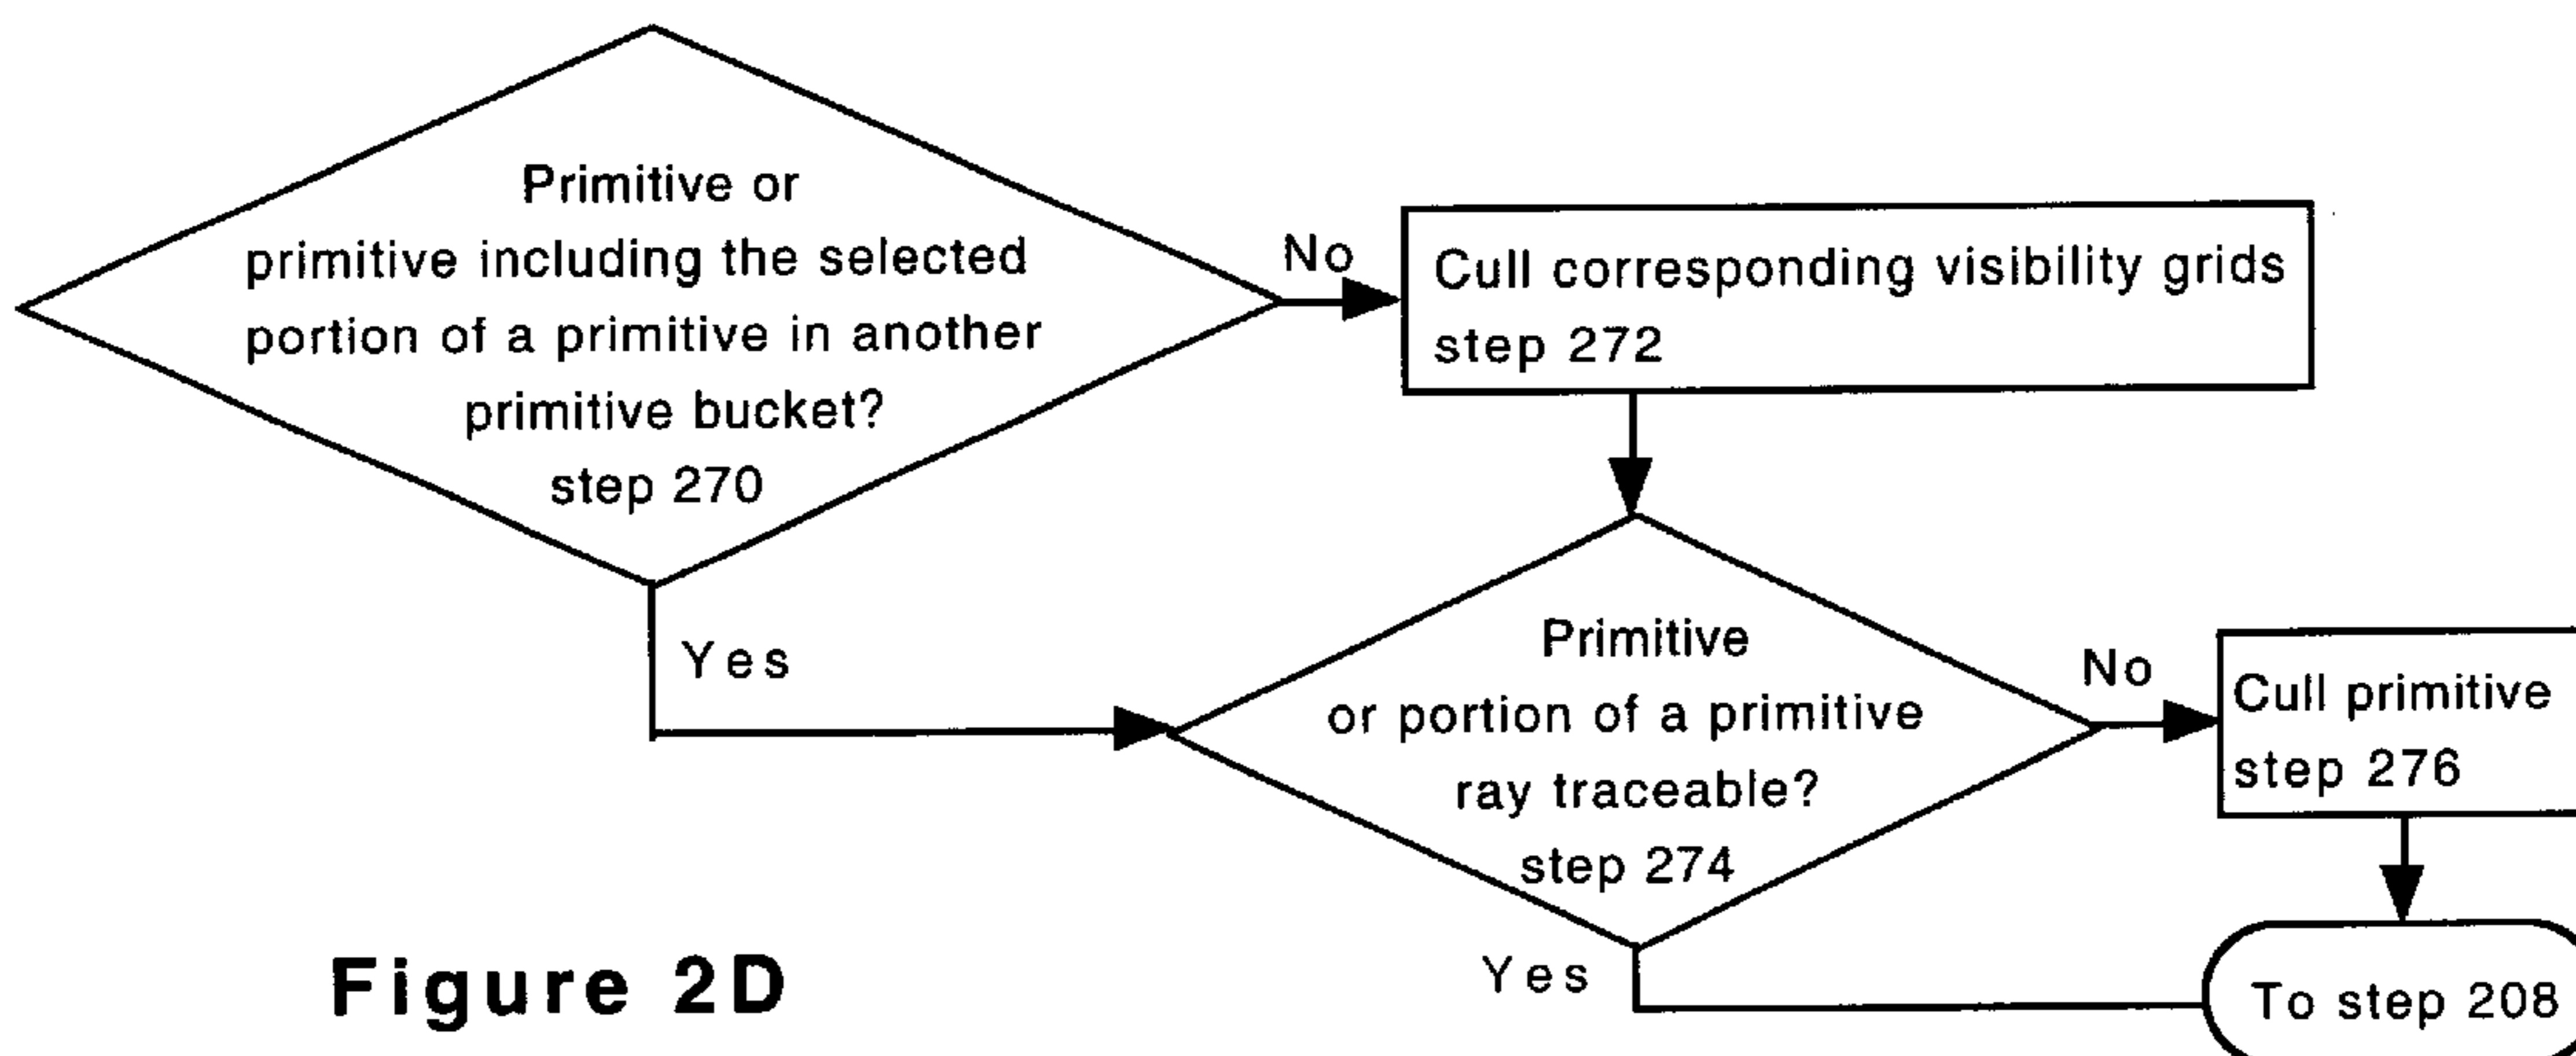 Primitive or
primitive including the selected
portion of a primitive in another
primitive bucket?
step 270
No
Cull corresponding visibility grids
step 272
Yes
Primitive
or portion of a primitive
ray traceable?
step 274
No
Cull primitive
step 276
Yes
To step 208
Figure 2D